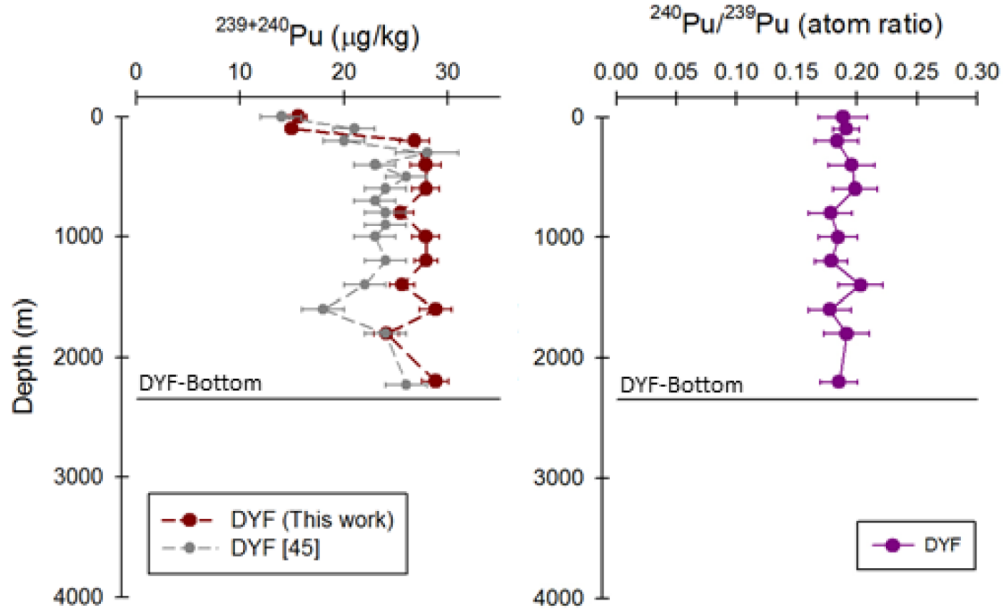 ²³⁹⁺²⁴⁰Pu (μg/kg)
0 10 20 30
Depth (m)
0
1000
2000
3000
4000
DYF-Bottom
DYF (This work)
DYF [45]
²⁴⁰Pu/²³⁹Pu (atom ratio)
0.00 0.05 0.10 0.15 0.20 0.25 0.30
0
1000
2000
3000
4000
DYF-Bottom
DYF